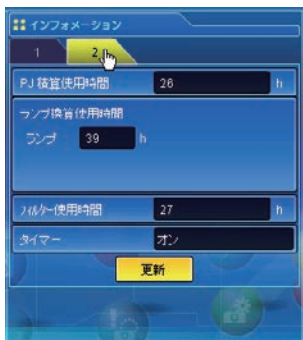 インフォメーション
1 2
PJ積算使用時間 26 h
ランプ換算使用時間
ランプ 39 h
フィルター使用時間 27 h
タイマー オン
更新